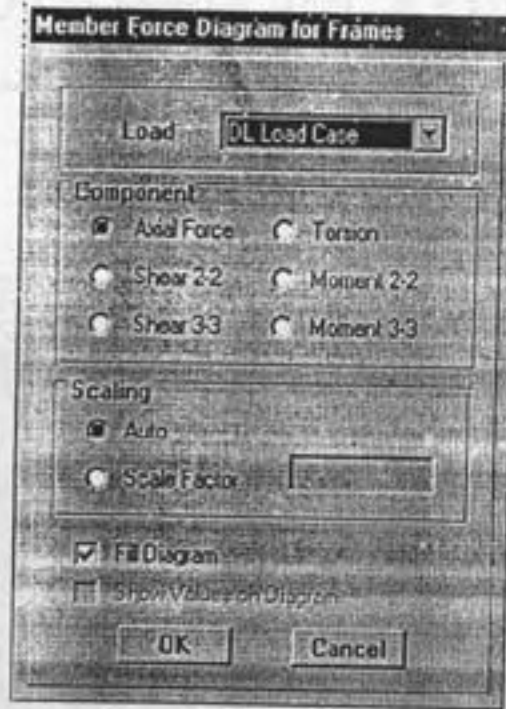 Member Force Diagram for Frames
Load DL Load Case
Component
Axial Force Torsion
Shear 2-2 Moment 2-2
Shear 3-3 Moment 3-3
Scaling
Auto
Scale Factor
Fill Diagram
Show Values on Diagram
OK Cancel